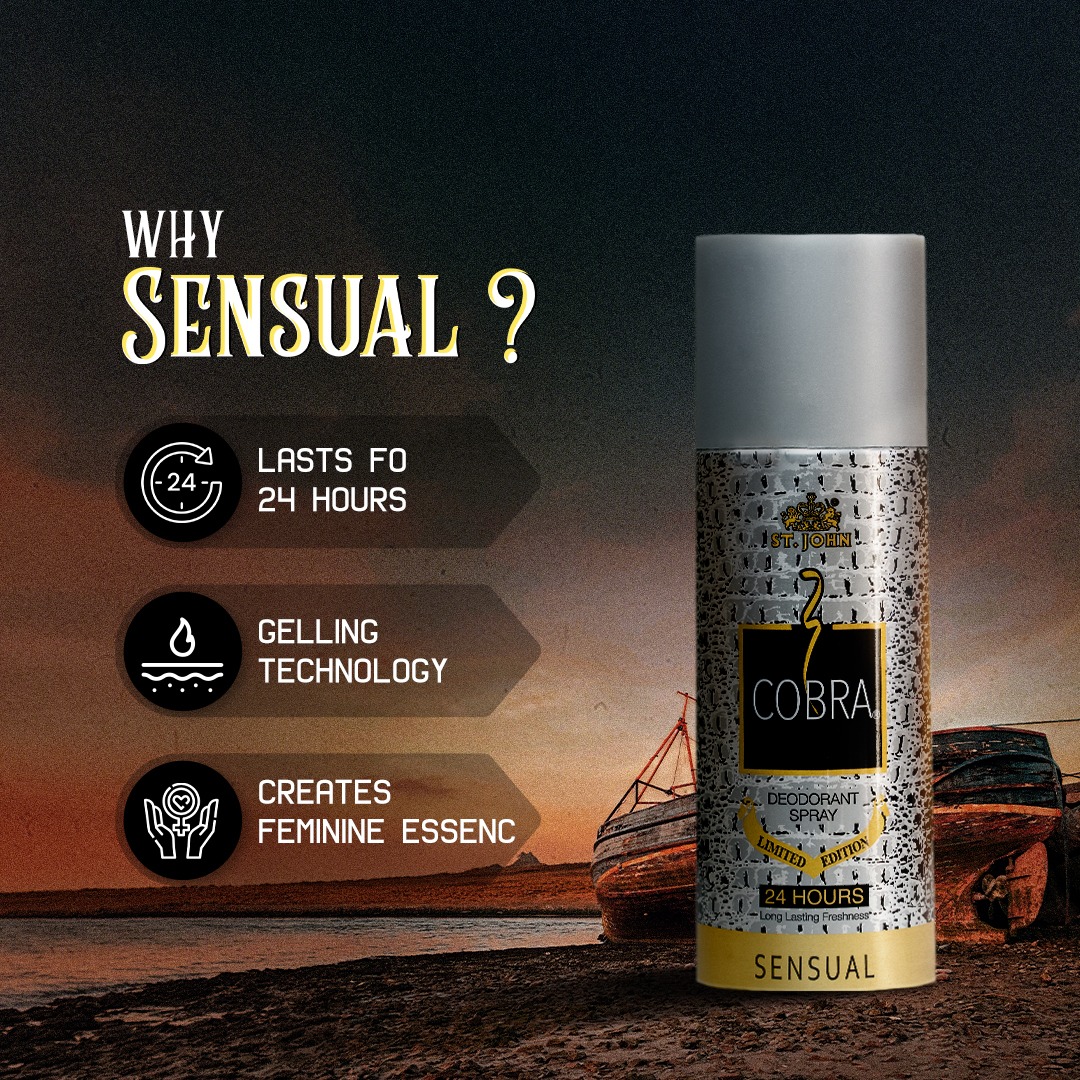 WHY
SENSUAL ?
LASTS FO
24 HOURS
-24-
GELLING
TECHNOLOGY
CREATES
FEMININE ESSENC
ST. JOHN
COBRA®
DEODORANT
SPRAY
LIMITED EDITION
24 HOURS
Long Lasting Freshness
SENSUAL